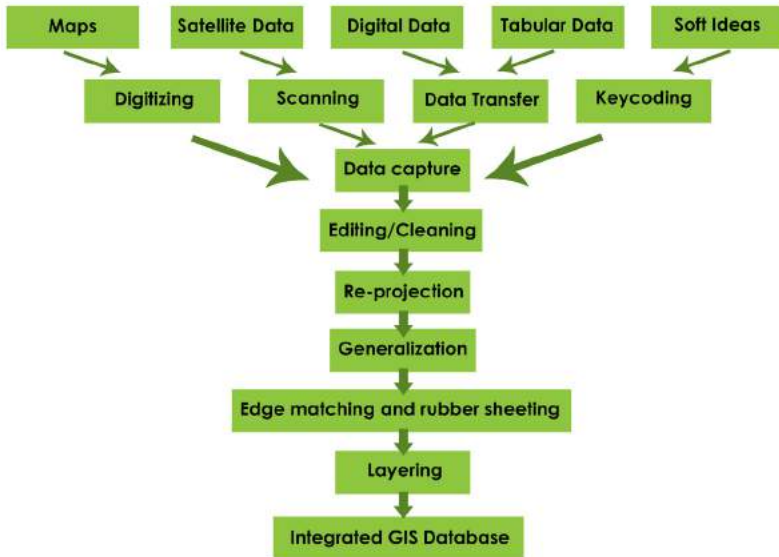 Maps
Satellite Data
Digital Data
Tabular Data
Soft Ideas
Digitizing
Scanning
Data Transfer
Keycoding
Data capture
Editing/Cleaning
Re-projection
Generalization
Edge matching and rubber sheeting
Layering
Integrated GIS Database